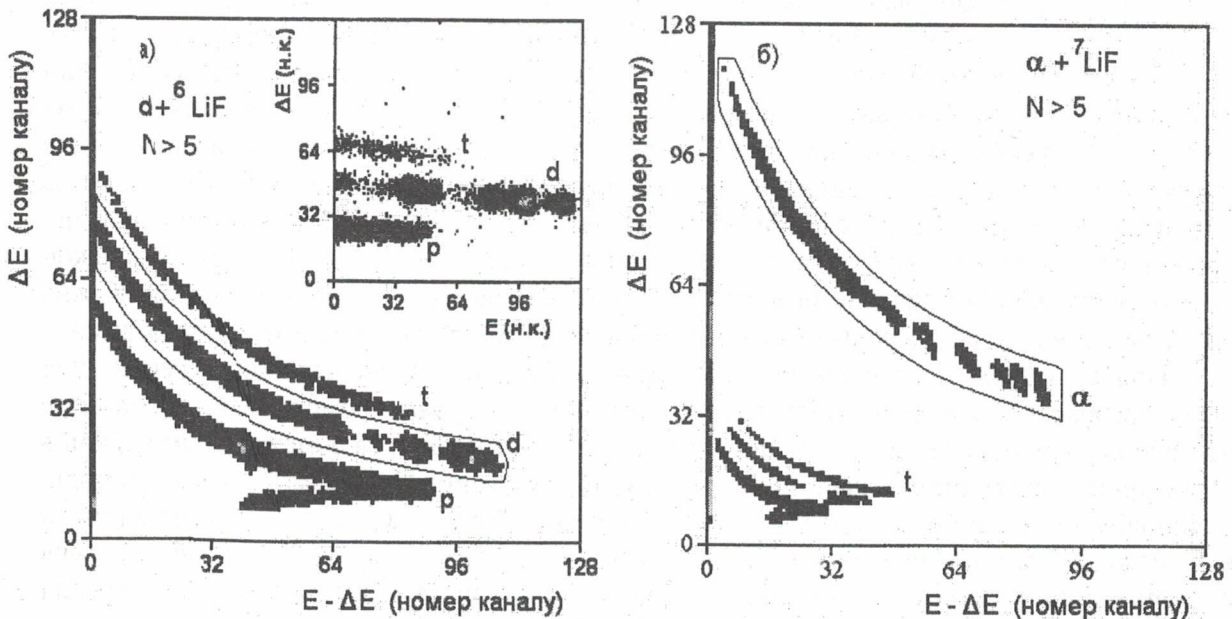 128
96
64
32
0
ΔE (номер каналу)
а)
d+ ⁶LiF
N > 5
ΔE (н.к.)
96
64
32
0
t
d
p
0 32 64 96
E (н.к.)
t
d
p
0 32 64 96 128
E - ΔE (номер каналу)
128
96
64
32
0
ΔE (номер каналу)
б)
α + ⁷LiF
N > 5
α
t
0 32 64 96 128
E - ΔE (номер каналу)